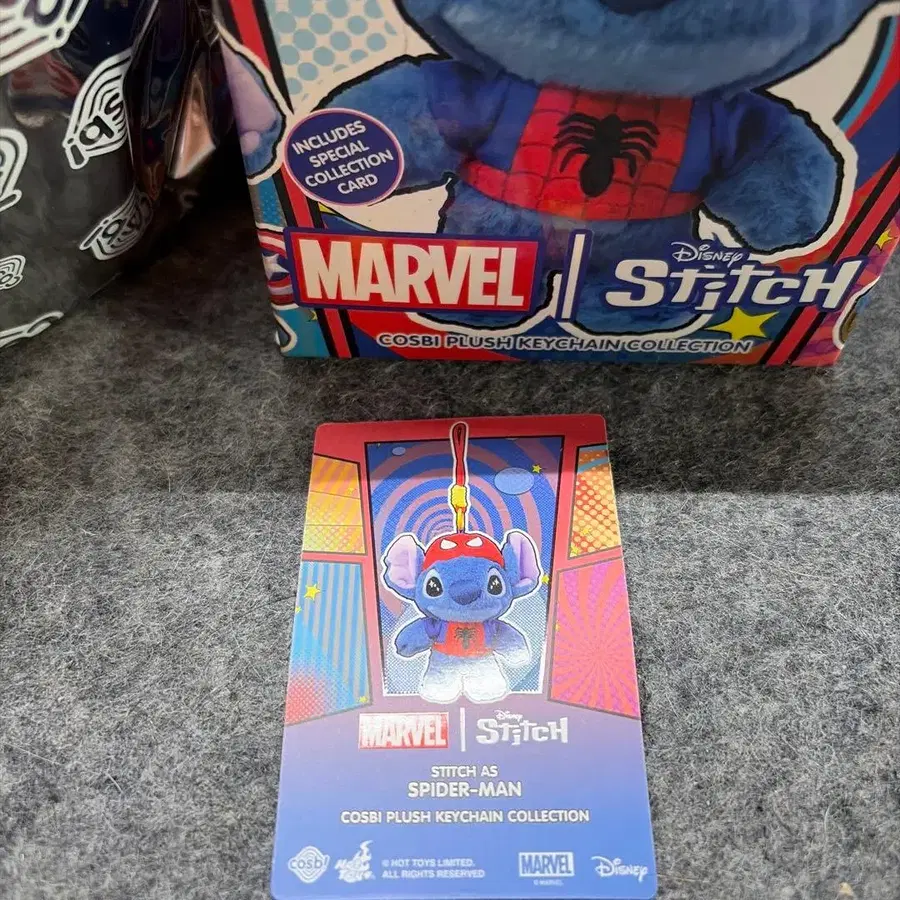 INCLUDES
SPECIAL
COLLECTION
CARD
MARVEL
DISNEY
STITCH
COSBI PLUSH KEYCHAIN COLLECTION
MARVEL
Disney
STITCH
STITCH AS
SPIDER-MAN
COSBI PLUSH KEYCHAIN COLLECTION
cosbi
HOT TOYS
© HOT TOYS LIMITED.
ALL RIGHTS RESERVED
MARVEL
© MARVEL
Disney